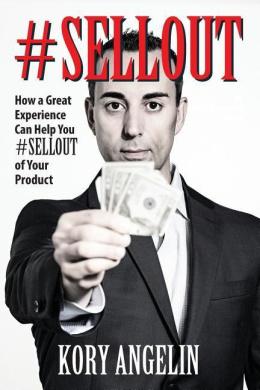 #SELLOUT
How a Great
Experience
Can Help You
#SELLOUT
of Your
Product
KORY ANGELIN